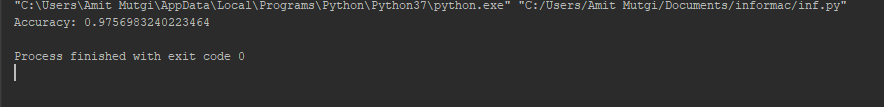 "C:\Users\Amit Mutgi\AppData\Local\Programs\Python\Python37\python.exe" "C:/Users/Amit Mutgi/Documents/informac/inf.py"
Accuracy: 0.9756983240223464
Process finished with exit code 0